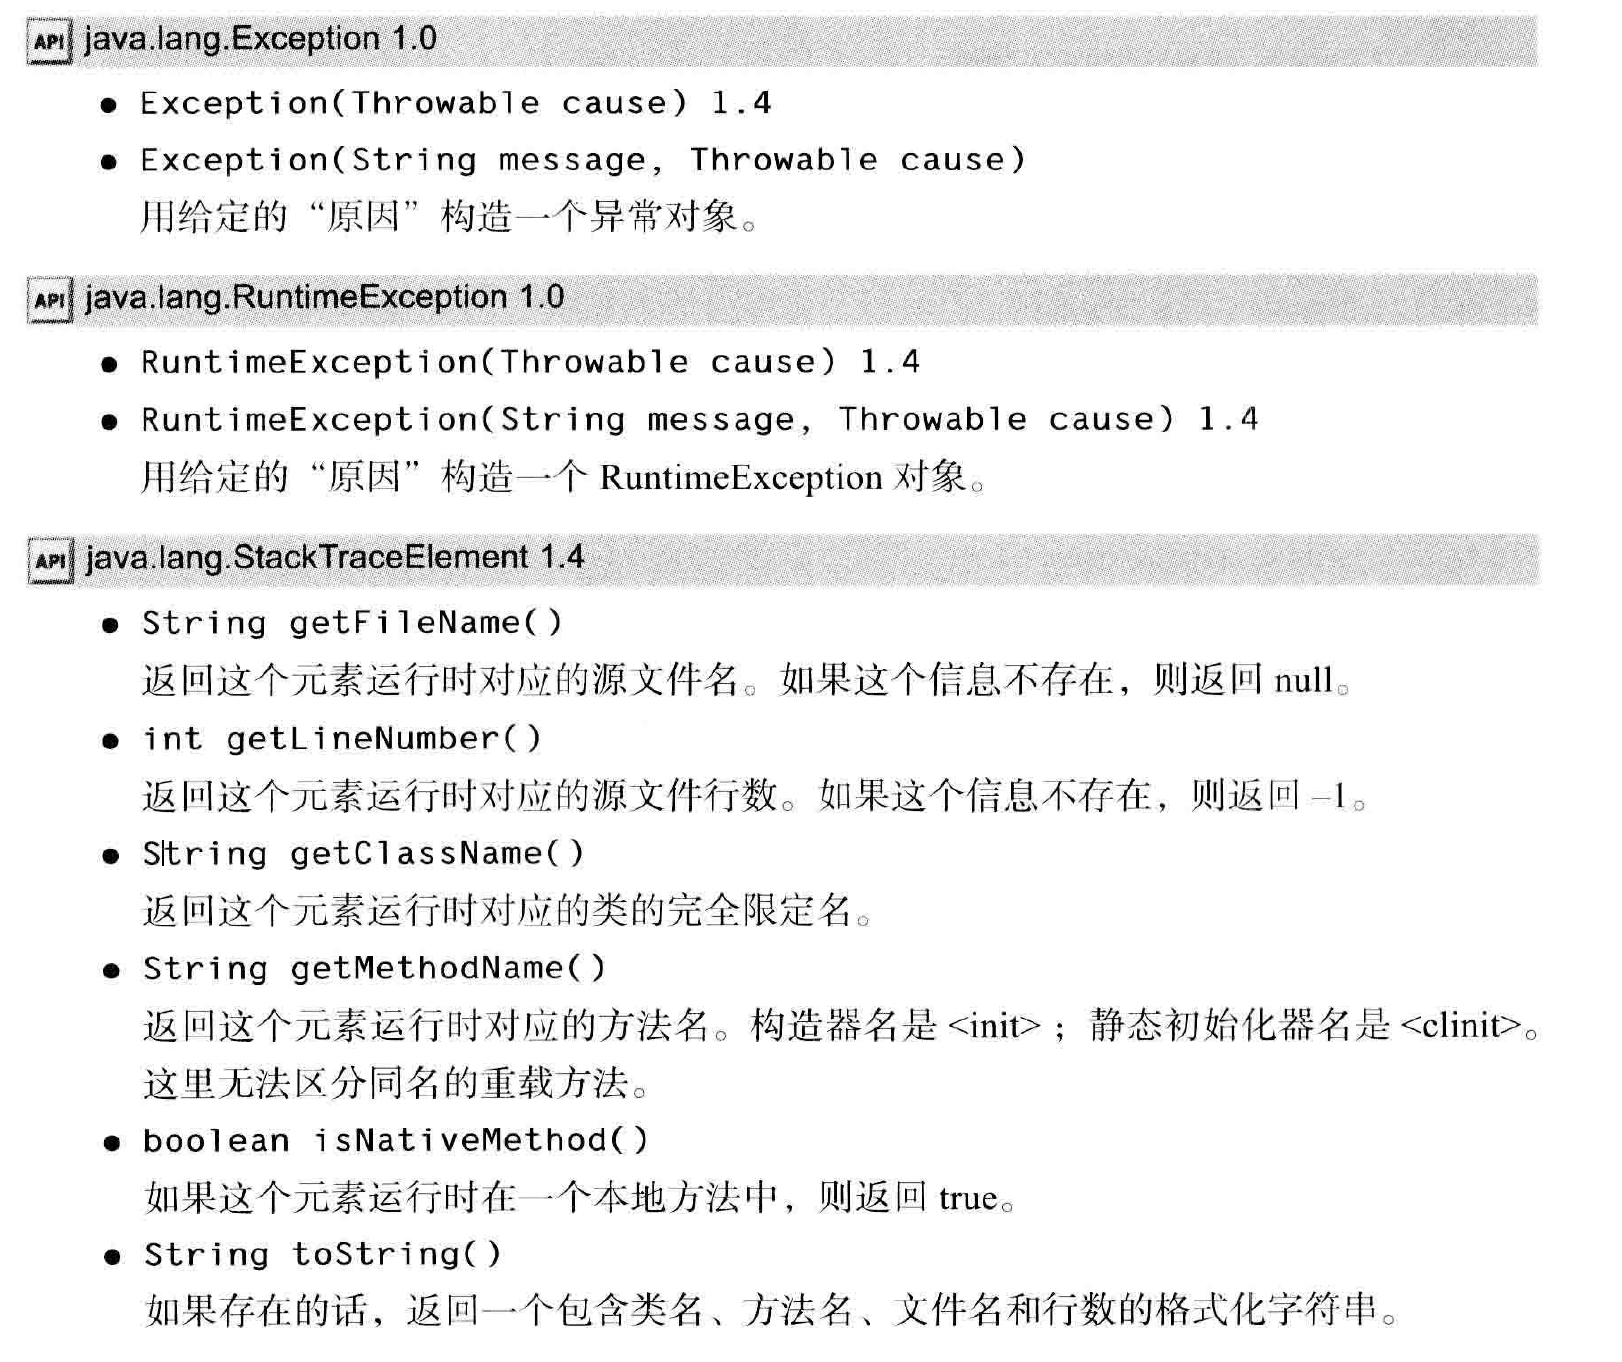 API java.lang.Exception 1.0
● Exception(Throwable cause) 1.4
● Exception(String message, Throwable cause)
用给定的“原因”构造一个异常对象。
API java.lang.RuntimeException 1.0
● RuntimeException(Throwable cause) 1.4
● RuntimeException(String message, Throwable cause) 1.4
用给定的“原因”构造一个 RuntimeException 对象。
API java.lang.StackTraceElement 1.4
● String getFileName()
返回这个元素运行时对应的源文件名。如果这个信息不存在，则返回 null。
● int getLineNumber()
返回这个元素运行时对应的源文件行数。如果这个信息不存在，则返回 –1。
● String getClassName()
返回这个元素运行时对应的类的完全限定名。
● String getMethodName()
返回这个元素运行时对应的方法名。构造器名是 <init>；静态初始化器名是 <clinit>。
这里无法区分同名的重载方法。
● boolean isNativeMethod()
如果这个元素运行时在一个本地方法中，则返回 true。
● String toString()
如果存在的话，返回一个包含类名、方法名、文件名和行数的格式化字符串。